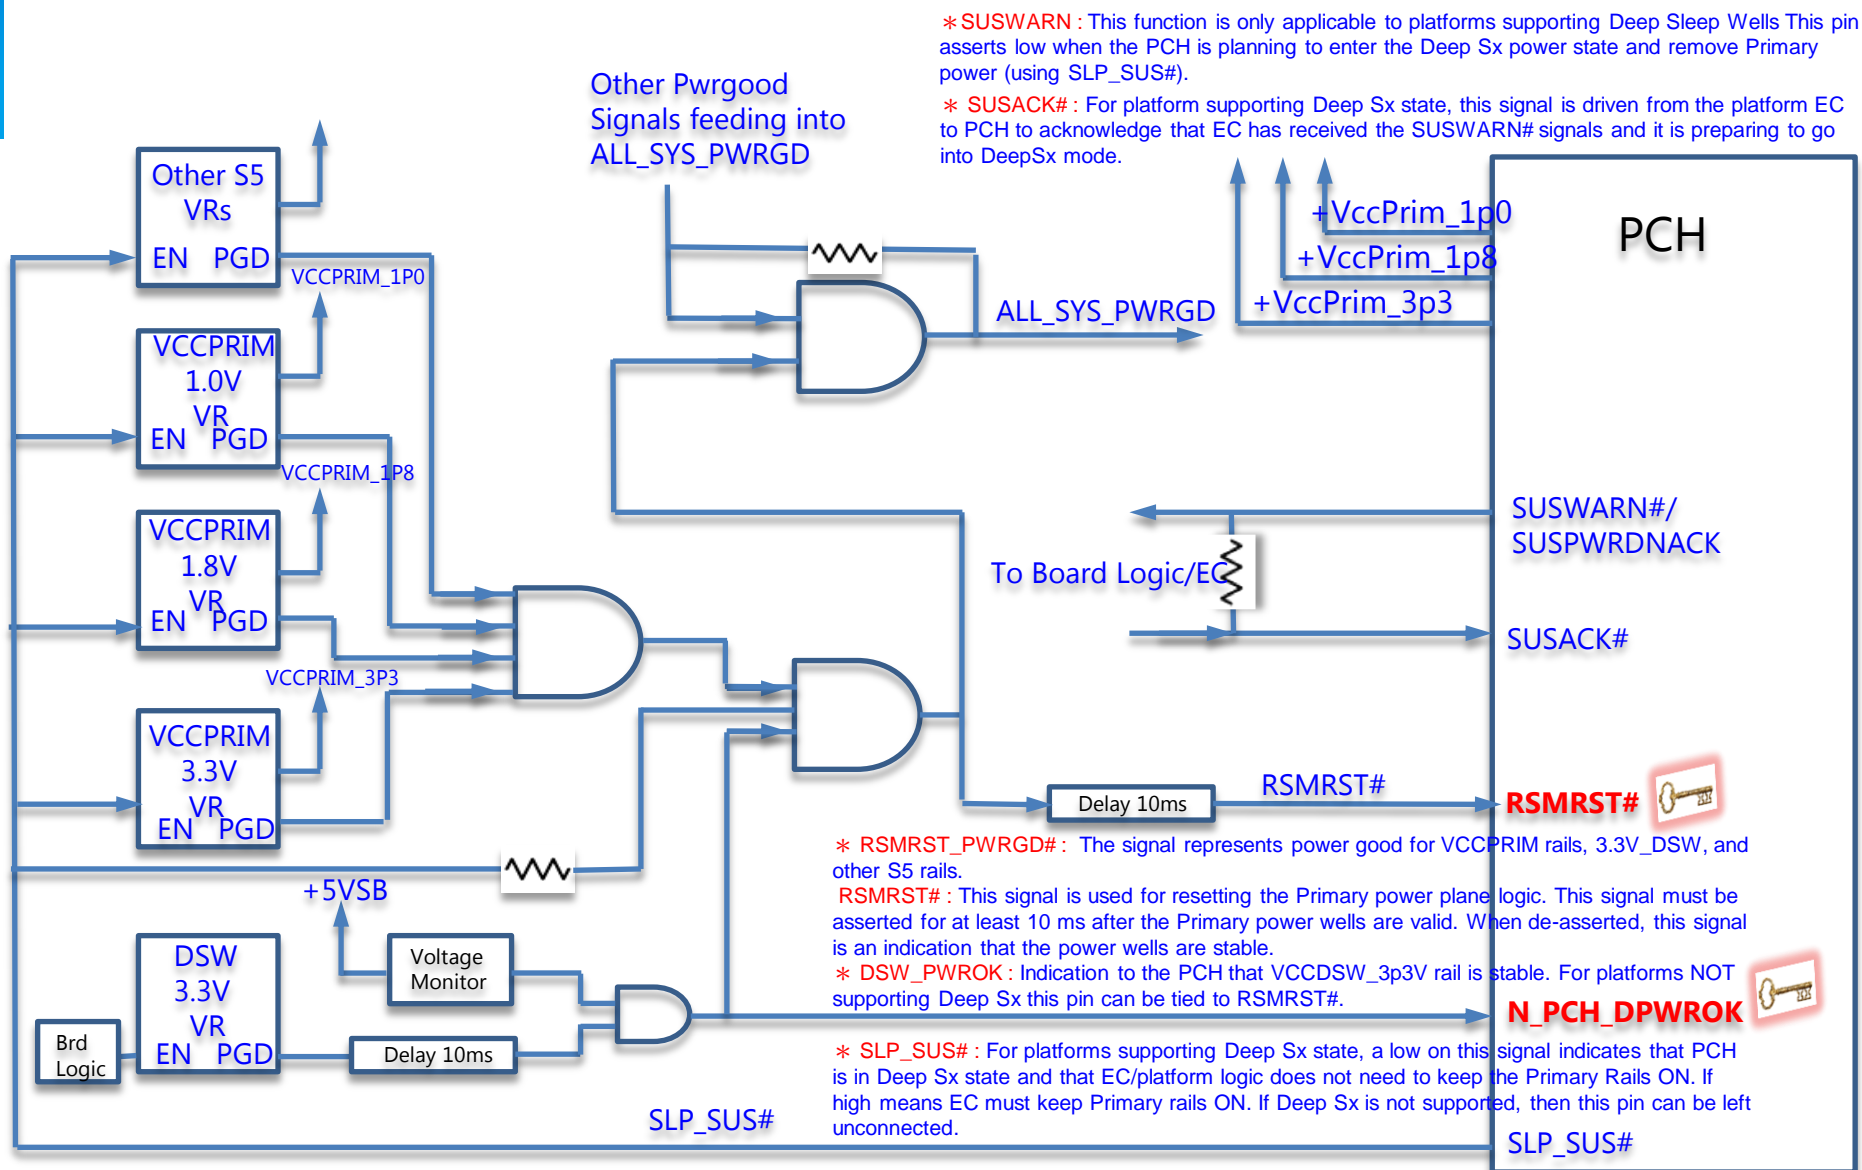 ＊SUSWARN : This function is only applicable to platforms supporting Deep Sleep Wells This pin
asserts low when the PCH is planning to enter the Deep Sx power state and remove Primary
power (using SLP_SUS#).
＊ SUSACK# : For platform supporting Deep Sx state, this signal is driven from the platform EC
to PCH to acknowledge that EC has received the SUSWARN# signals and it is preparing to go
into DeepSx mode.
Other Pwrgood
Signals feeding into
ALL_SYS_PWRGD
Other S5
VRs
EN PGD
VCCPRIM_1P0
VCCPRIM
1.0V
VR
EN PGD
VCCPRIM_1P8
VCCPRIM
1.8V
VR
EN PGD
VCCPRIM_3P3
VCCPRIM
3.3V
VR
EN PGD
+5VSB
DSW
3.3V
VR
EN PGD
Brd
Logic
Voltage
Monitor
Delay 10ms
ALL_SYS_PWRGD
+VccPrim_1p0
+VccPrim_1p8
+VccPrim_3p3
PCH
SUSWARN#/
SUSPWRDNACK
To Board Logic/EC
SUSACK#
Delay 10ms
RSMRST#
RSMRST#
＊ RSMRST_PWRGD# : The signal represents power good for VCCPRIM rails, 3.3V_DSW, and
other S5 rails.
RSMRST# : This signal is used for resetting the Primary power plane logic. This signal must be
asserted for at least 10 ms after the Primary power wells are valid. When de-asserted, this signal
is an indication that the power wells are stable.
＊ DSW_PWROK : Indication to the PCH that VCCDSW_3p3V rail is stable. For platforms NOT
supporting Deep Sx this pin can be tied to RSMRST#.
N_PCH_DPWROK
＊ SLP_SUS# : For platforms supporting Deep Sx state, a low on this signal indicates that PCH
is in Deep Sx state and that EC/platform logic does not need to keep the Primary Rails ON. If
high means EC must keep Primary rails ON. If Deep Sx is not supported, then this pin can be left
unconnected.
SLP_SUS#
SLP_SUS#